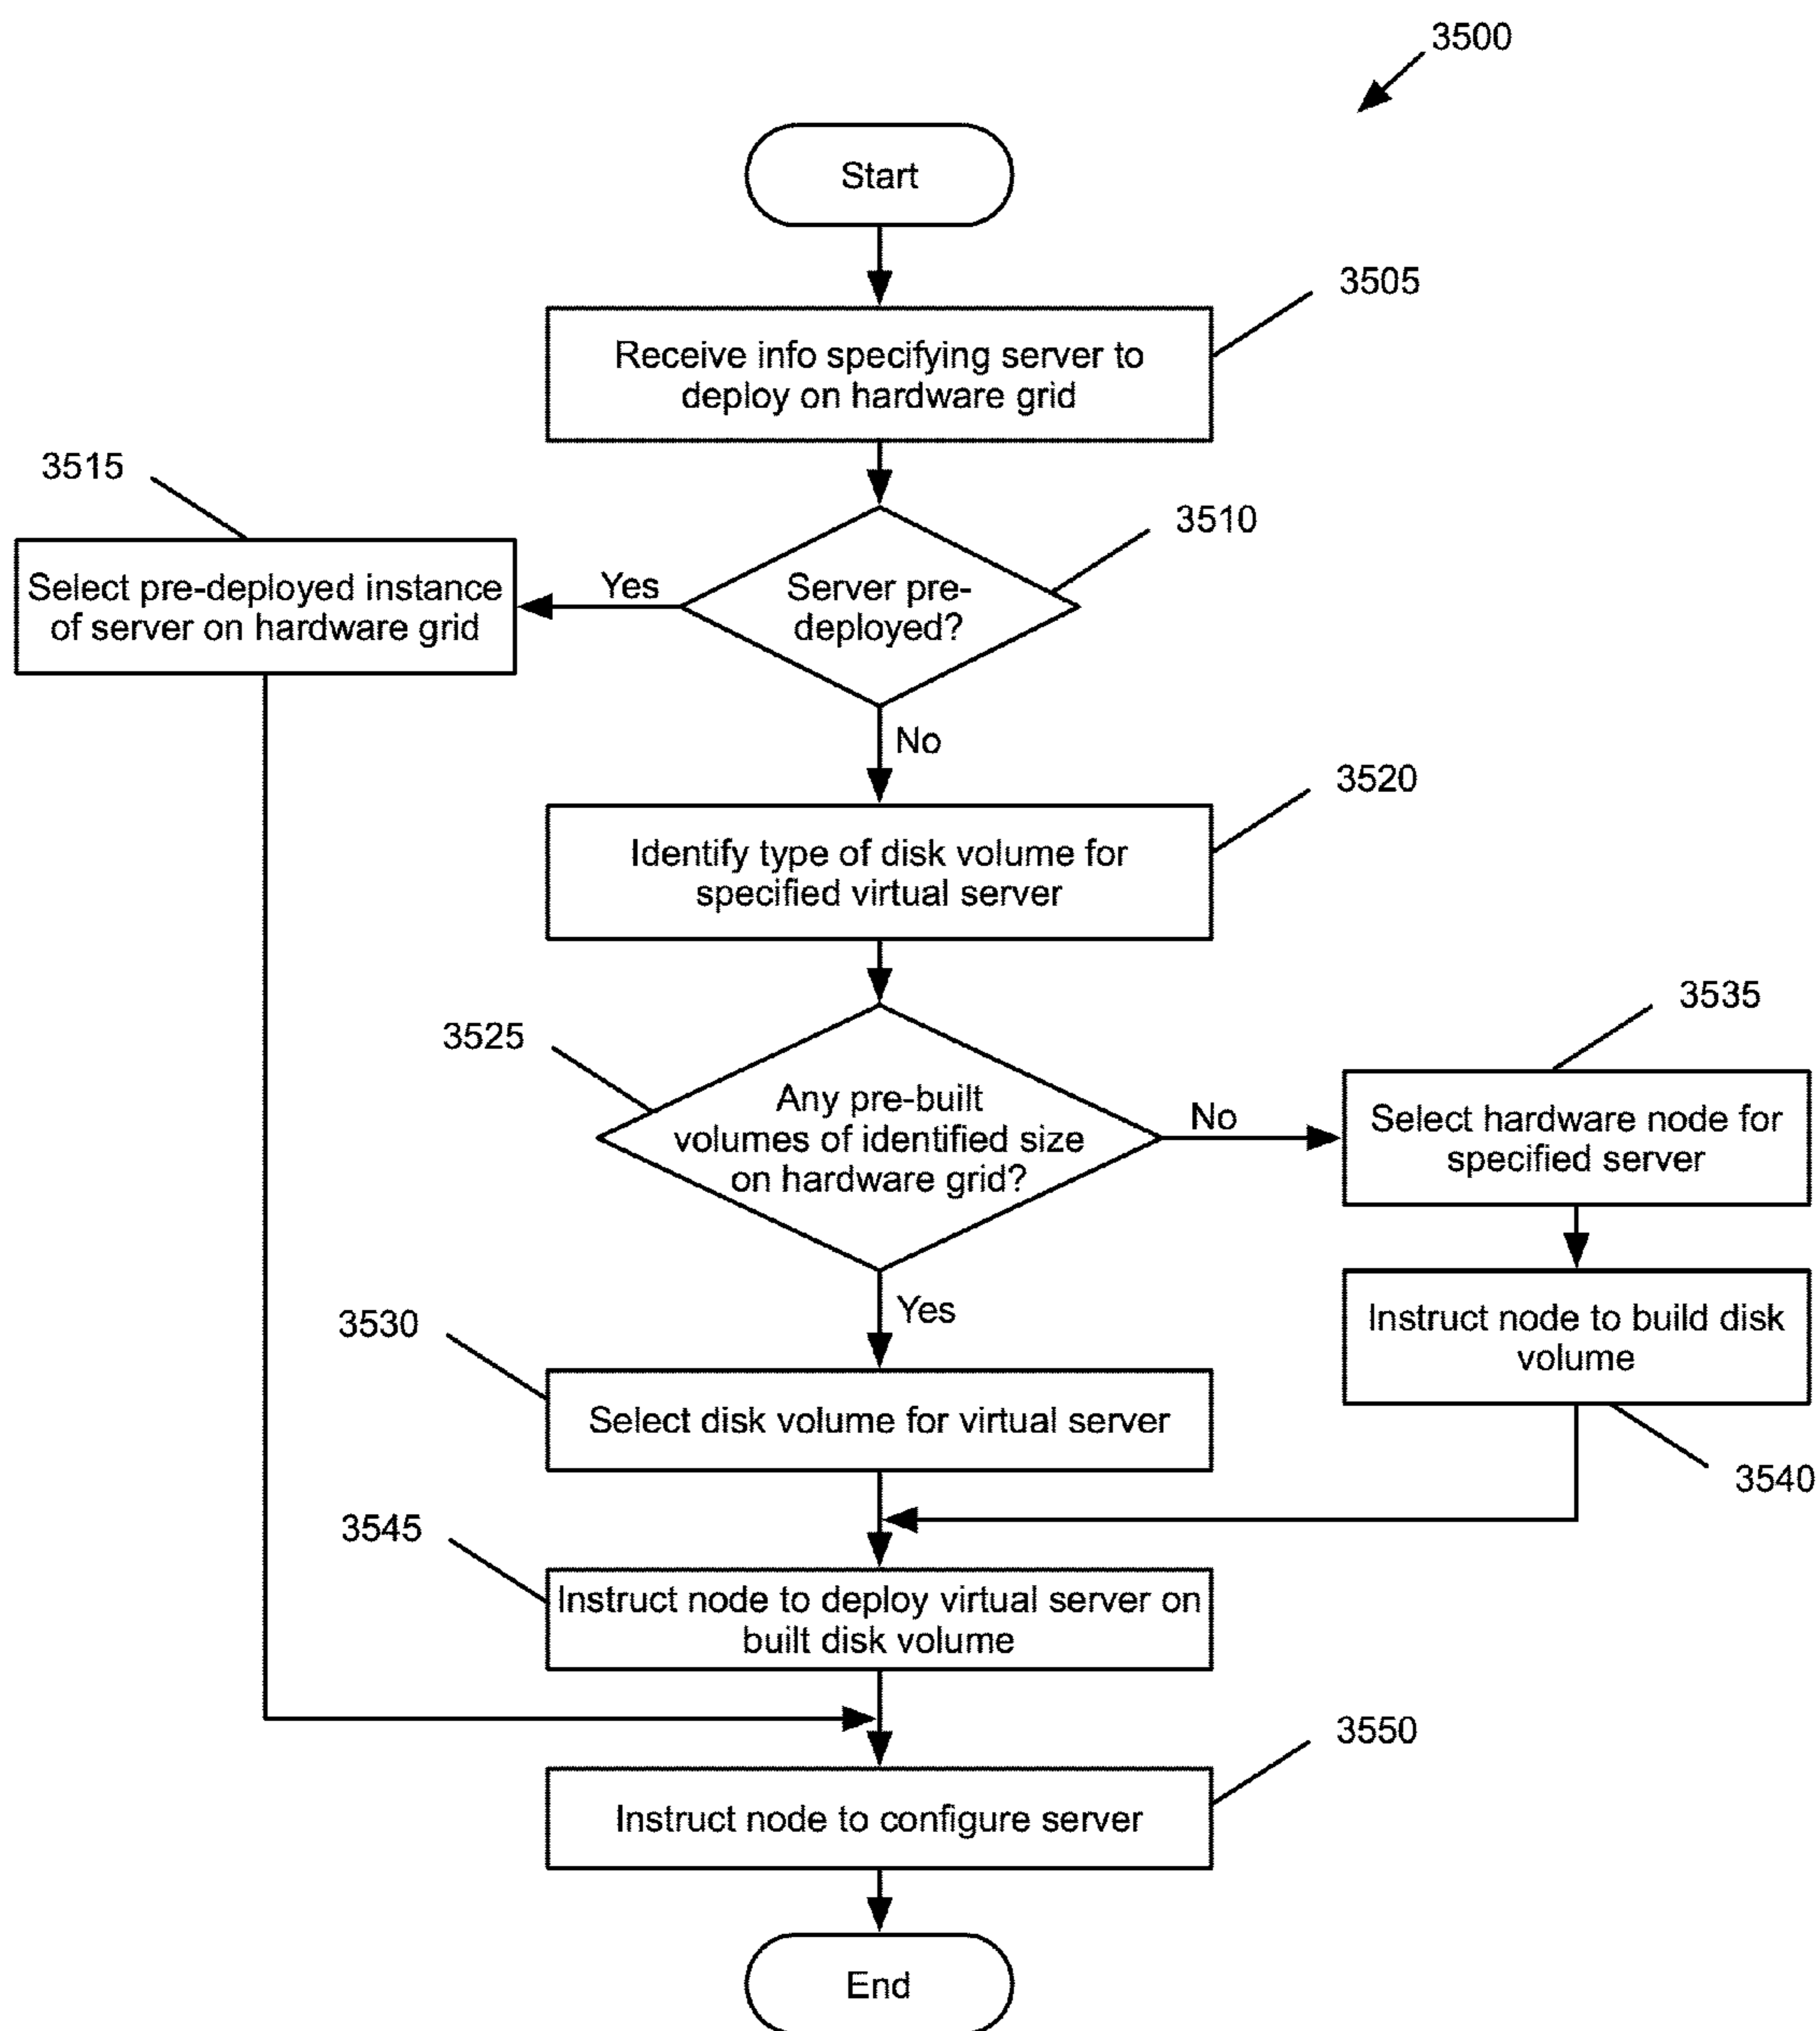 3500
Start
3505
Receive info specifying server to
deploy on hardware grid
3515
3510
Select pre-deployed instance
of server on hardware grid
Yes
Server pre-
deployed?
No
3520
Identify type of disk volume for
specified virtual server
3525
3535
Any pre-built
volumes of identified size
on hardware grid?
No
Select hardware node for
specified server
Yes
3530
Instruct node to build disk
volume
Select disk volume for virtual server
3540
3545
Instruct node to deploy virtual server on
built disk volume
3550
Instruct node to configure server
End